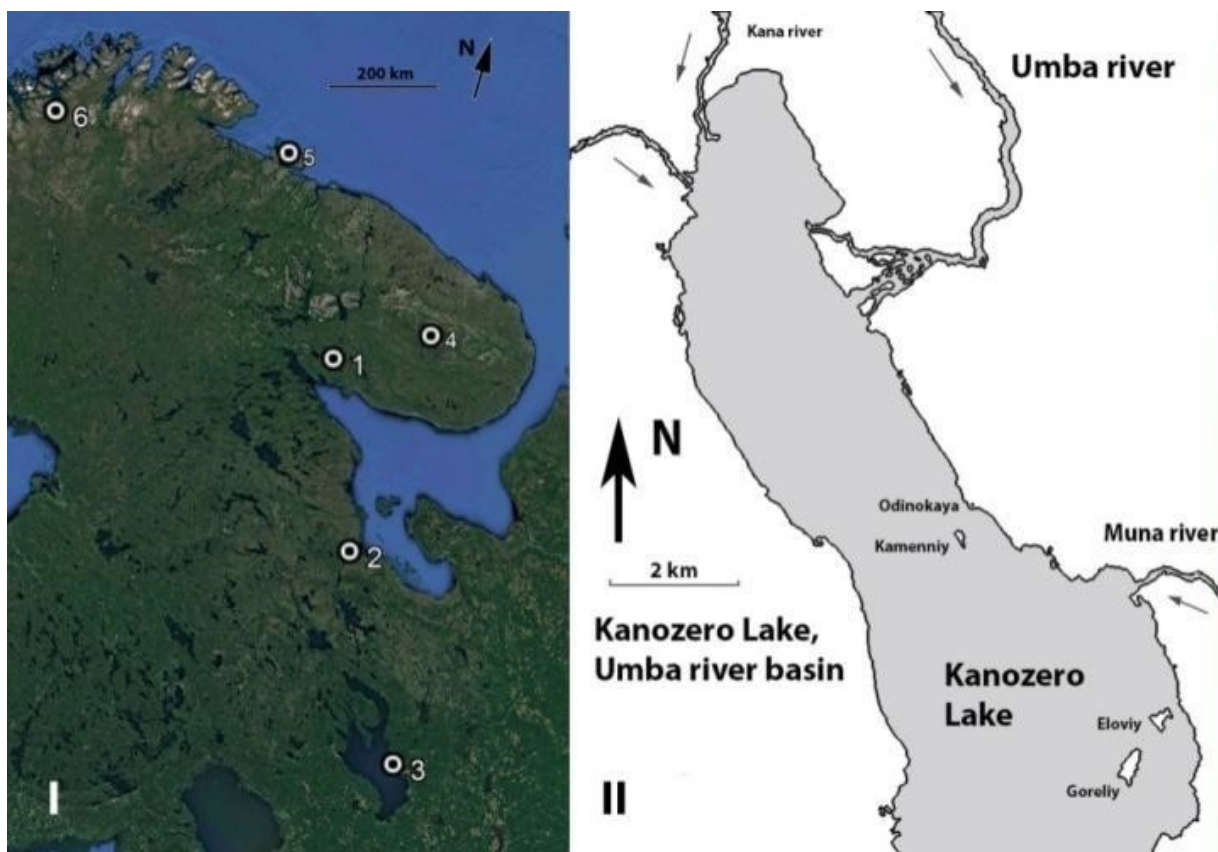 N
200 km
6
5
4
1
2
3
I
Kana river
Umba river
N
Odinokaya
Kamenniy
2 km
Muna river
Kanozero Lake,
Umba river basin
Kanozero
Lake
Eloviy
Goreliy
II